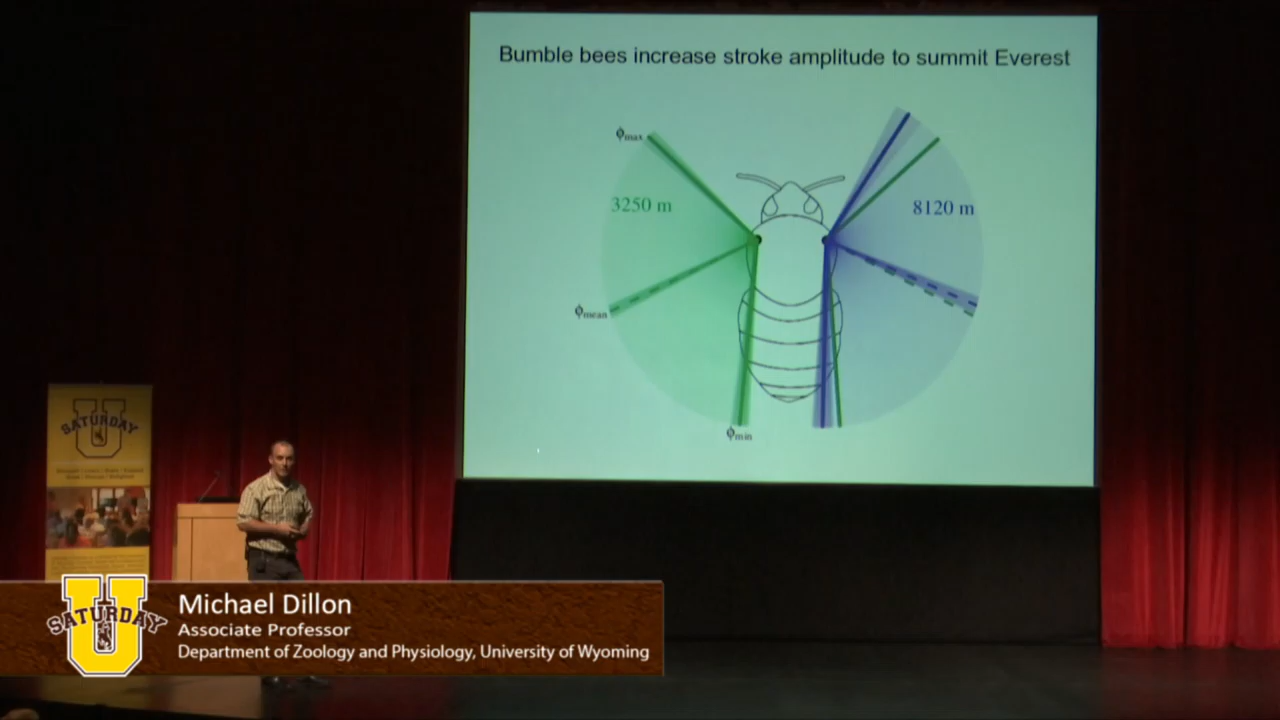 Bumble bees increase stroke amplitude to summit Everest
ϕmax
3250 m
8120 m
ϕmean
ϕmin
U
SATURDAY
U
SATURDAY
Michael Dillon
Associate Professor
Department of Zoology and Physiology, University of Wyoming